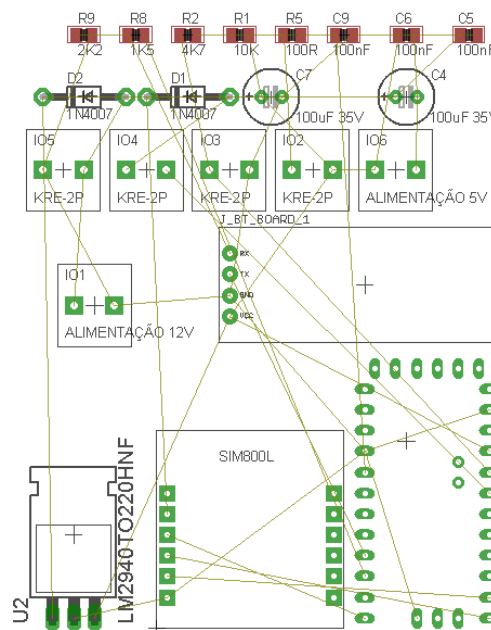 R9 R8 R2 R1 R5 C9 C6 C5
2K2 1K5 4K7 10K 100R 100nF 100nF 100nF
D2 D1 C7 C4
1N4007 1N4007 100uF 35V 100uF 35V
IO5 IO4 IO3 IO2 IO6
KRE-2P KRE-2P KRE-2P KRE-2P ALIMENTAÇÃO 5V
J_BT_BOARD_1
RX
TX
GND
VCC
IO1
ALIMENTAÇÃO 12V
SIM800L
U2
LM2940TO220HNF